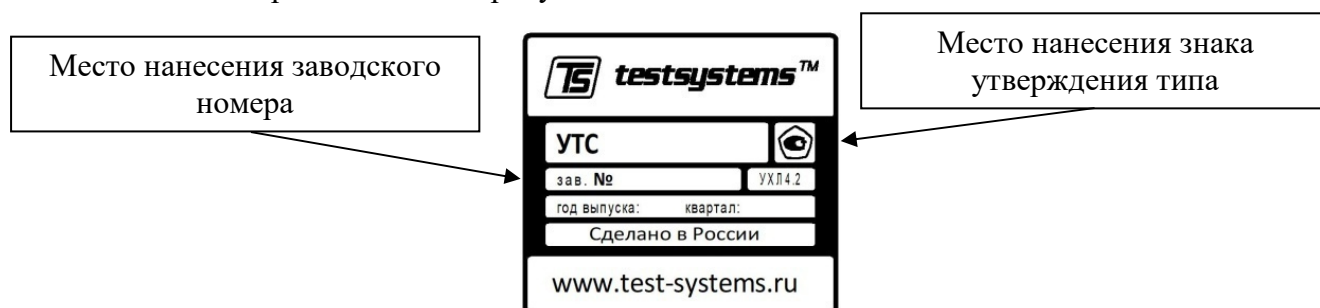 Место нанесения заводского
номера
Место нанесения знака
утверждения типа
TS testsystems™
УТС
зав. №
УХЛ4.2
год выпуска: квартал:
Сделано в России
www.test-systems.ru